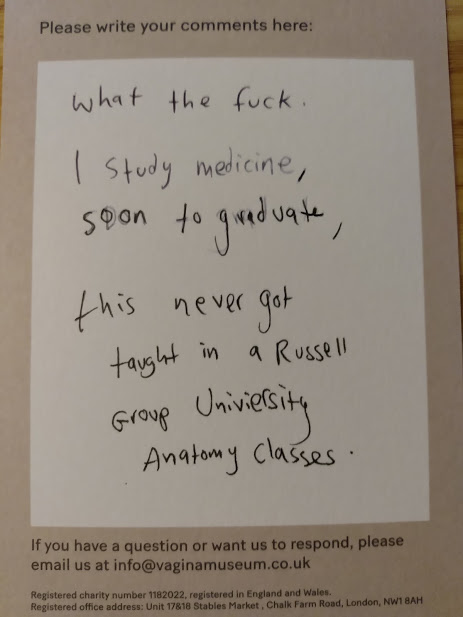 Please write your comments here:
what the fuck.
I study medicine,
soon to graduate,
this never got
taught in a Russell
Group Univiersity
Anatomy Classes.
If you have a question or want us to respond, please
email us at info@vaginamuseum.co.uk
Registered charity number 1182022, registered in England and Wales.
Registered office address: Unit 17&18 Stables Market , Chalk Farm Road, London, NW1 8AH